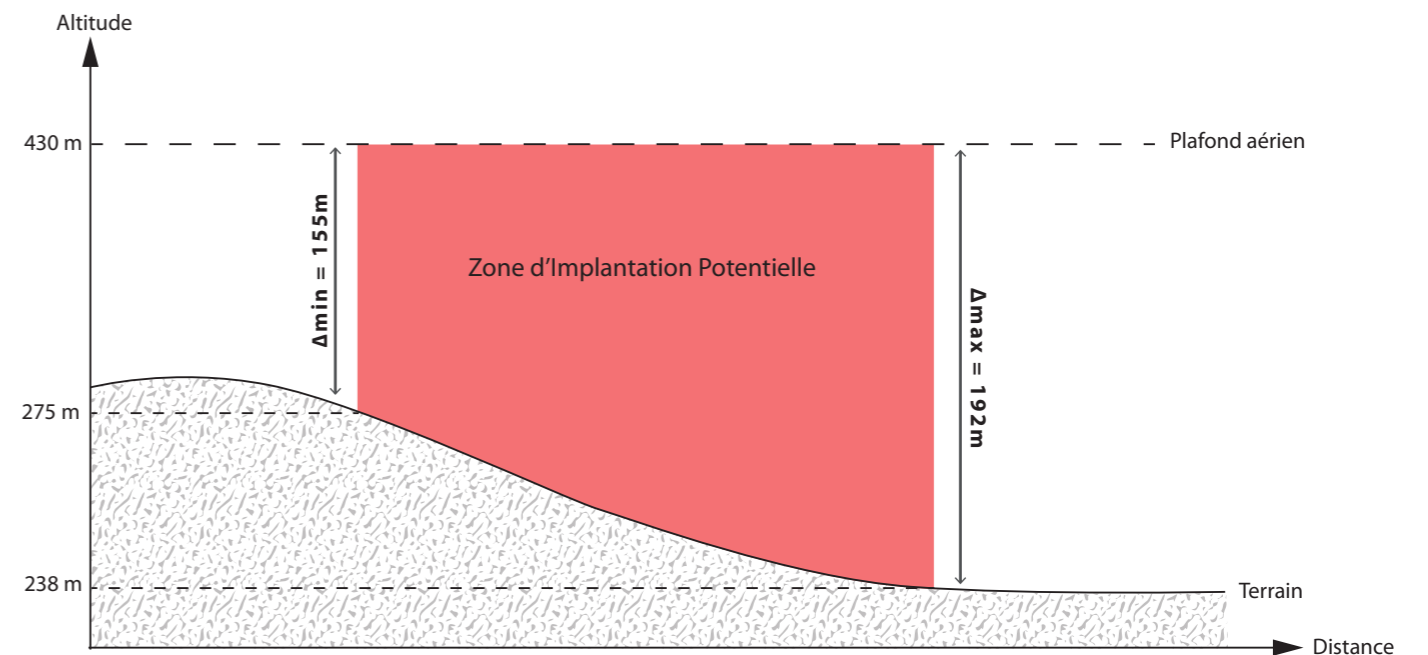 Altitude
430 m
Plafond aérien
Δmin = 155m
Zone d’Implantation Potentielle
Δmax = 192m
275 m
238 m
Terrain
Distance